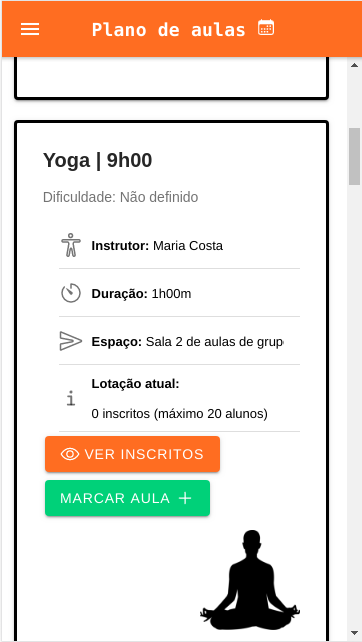 Plano de aulas
Yoga | 9h00
Dificuldade: Não definido
Instrutor: Maria Costa
Duração: 1h00m
Espaço: Sala 2 de aulas de grup
Lotação atual:
0 inscritos (máximo 20 alunos)
VER INSCRITOS
MARCAR AULA